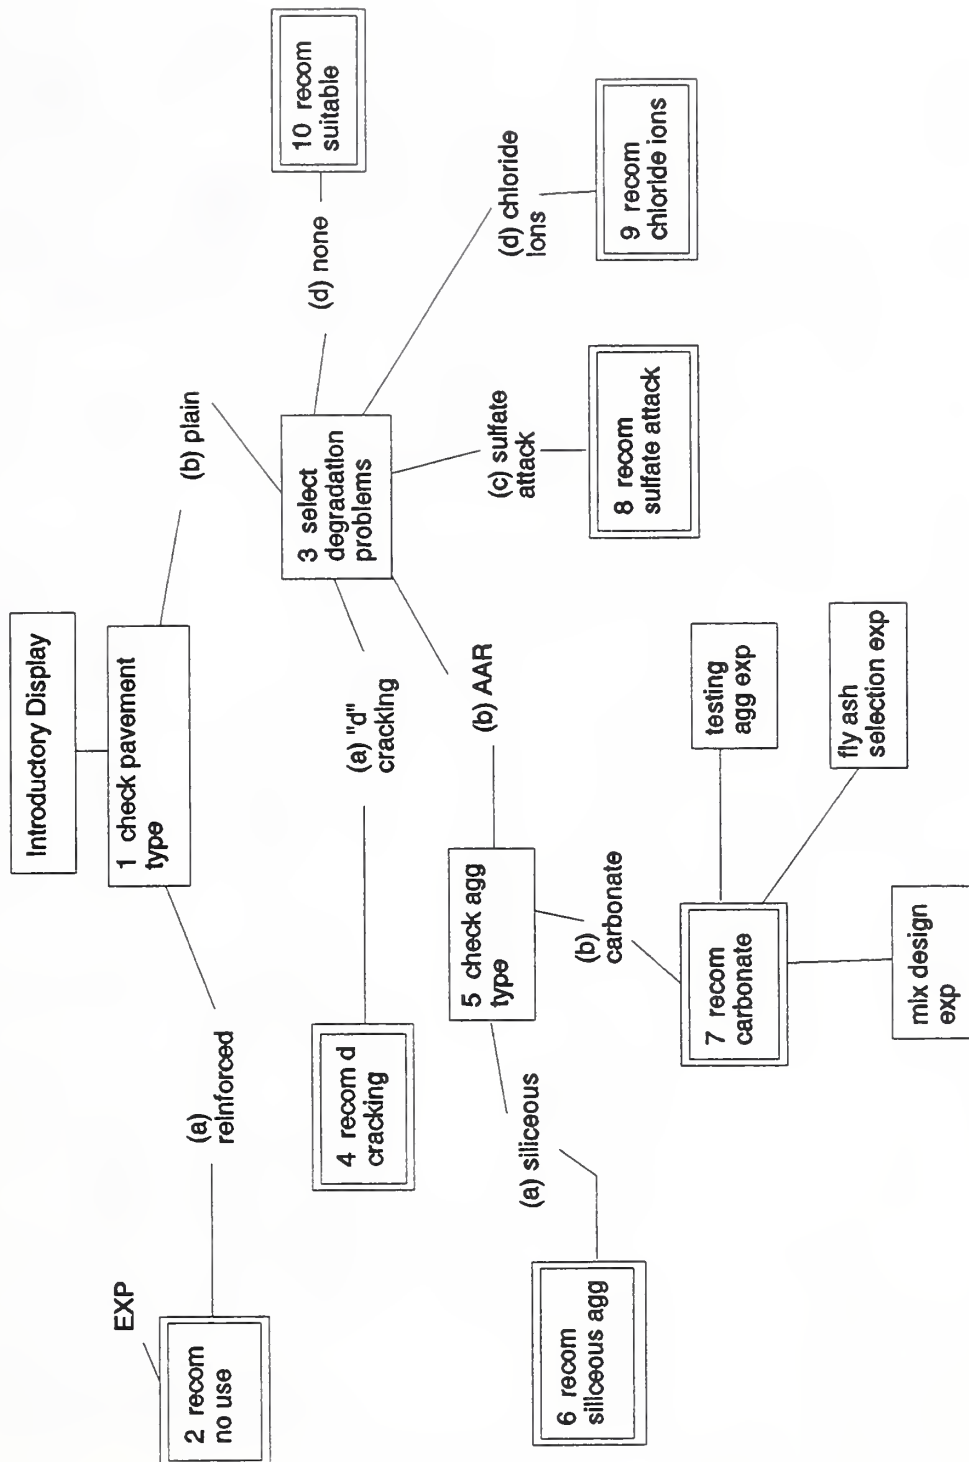 Introductory Display
1 check pavement
type
(a)
reinforced
(b) plain
EXP
2 recom
no use
3 select
degradation
problems
(a) "d"
cracking
(b) AAR
(c) sulfate
attack
(d) chloride
ions
(d) none
4 recom d
cracking
5 check agg
type
(a) siliceous
(b)
carbonate
6 recom
siliceous agg
7 recom
carbonate
testing
agg exp
fly ash
selection exp
mix design
exp
8 recom
sulfate attack
9 recom
chloride ions
10 recom
suitable